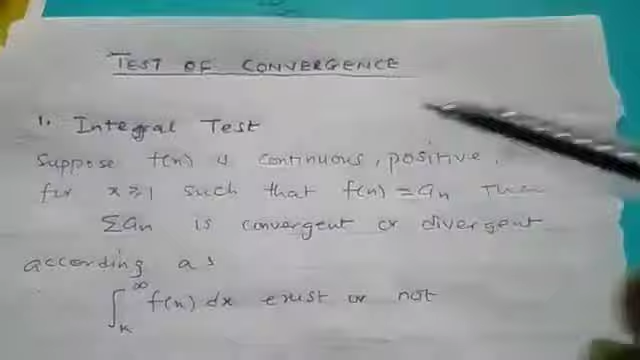 TEST OF CONVERGENCE
1. Integral Test
Suppose f(x) is continuous, positive,
for x ≥ 1 such that f(n) = an Then
Σan is convergent or divergent
according as
∫k^∞ f(x) dx exist or not